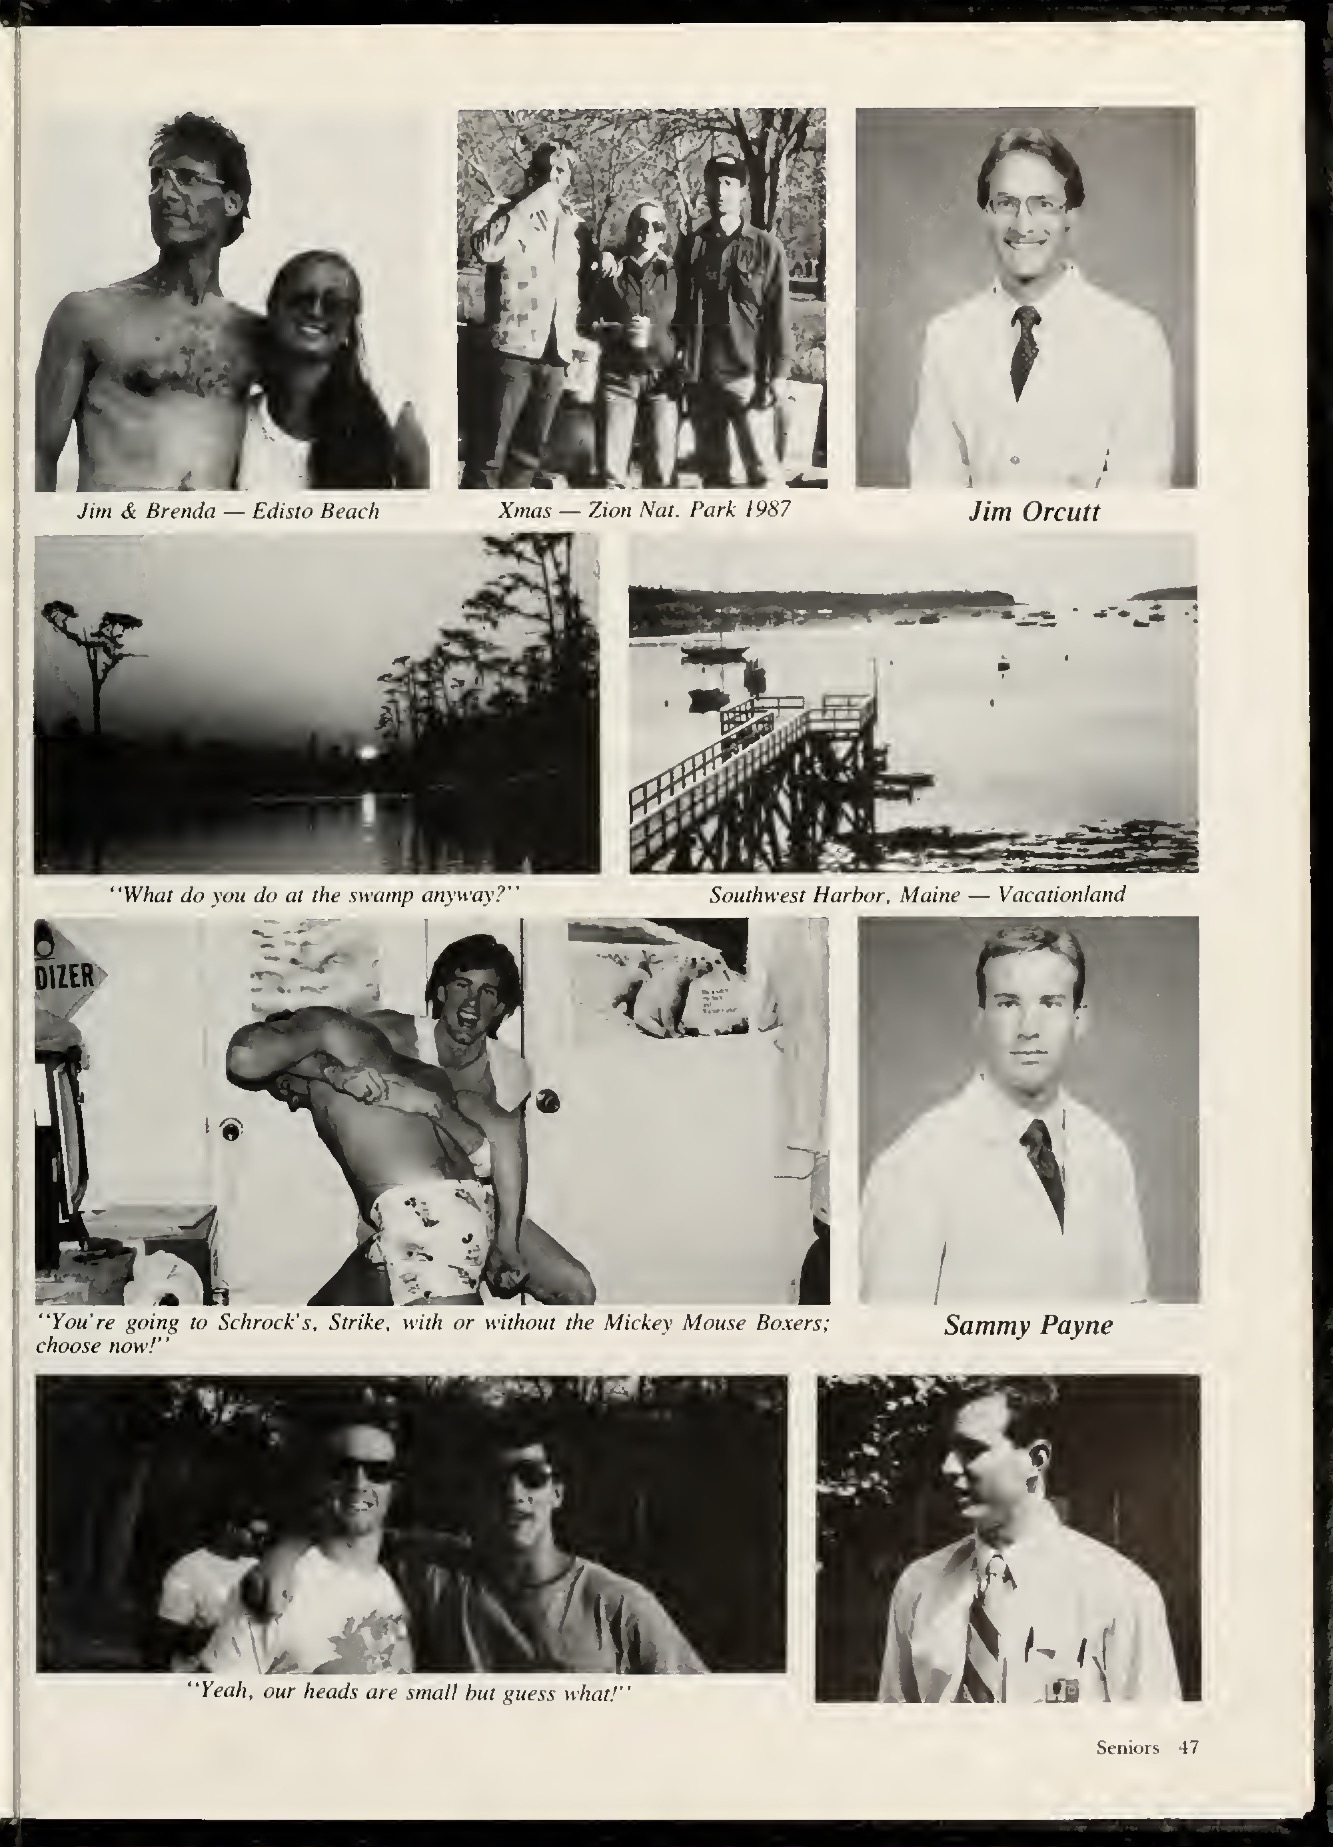 Jim & Brenda — Edisto Beach
Xmas — Zion Nat. Park 1987
Jim Orcutt
"What do you do at the swamp anyway?"
Southwest Harbor, Maine — Vacationland
DIZER
"You're going to Schrock's, Strike, with or without the Mickey Mouse Boxers;
choose now!"
Sammy Payne
"Yeah, our heads are small but guess what!"
Seniors 47